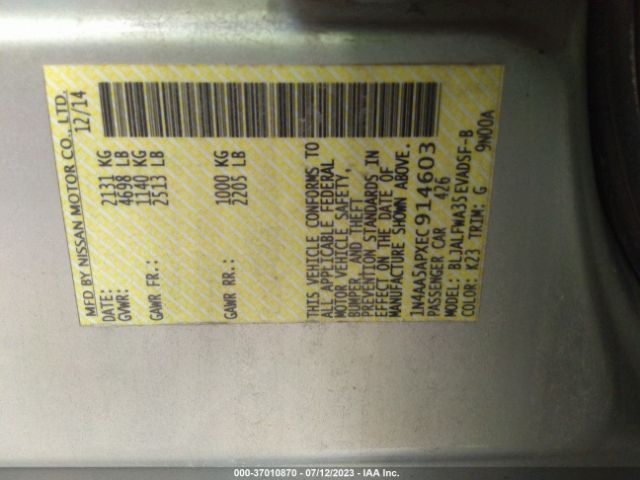 MFD BY NISSAN MOTOR CO., LTD.
DATE: 12/14
GVWR: 2131 KG
4698 LB
GAWR FR.: 1140 KG
2513 LB
GAWR RR.: 1000 KG
2205 LB
THIS VEHICLE CONFORMS TO
ALL APPLICABLE FEDERAL
MOTOR VEHICLE SAFETY,
BUMPER, AND THEFT
PREVENTION STANDARDS IN
EFFECT ON THE DATE OF
MANUFACTURE SHOWN ABOVE.
1N4AA5APXEC914603
PASSENGER CAR 426
MODEL: BLJALFWA35EVADSF-B
COLOR: K23 TRIM: G 9N00A
000-37010870 - 07/12/2023 - IAA Inc.